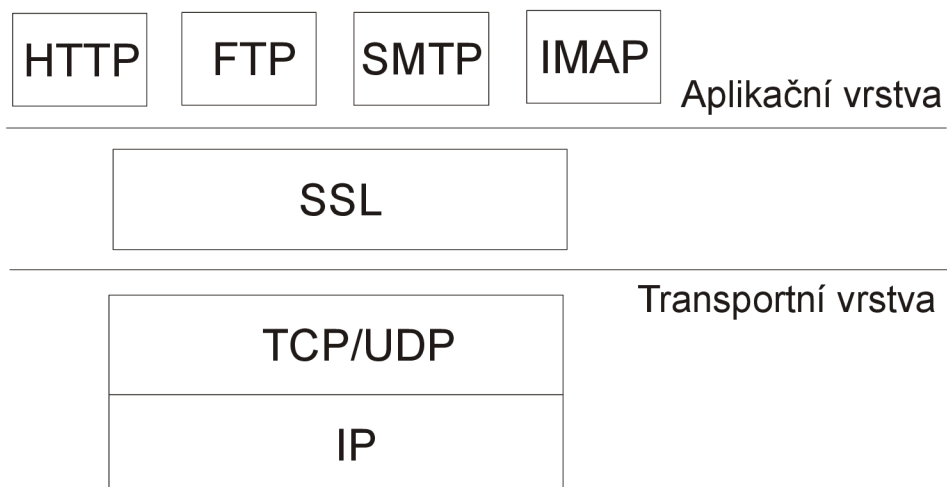 HTTP
FTP
SMTP
IMAP
Aplikační vrstva
SSL
Transportní vrstva
TCP/UDP
IP